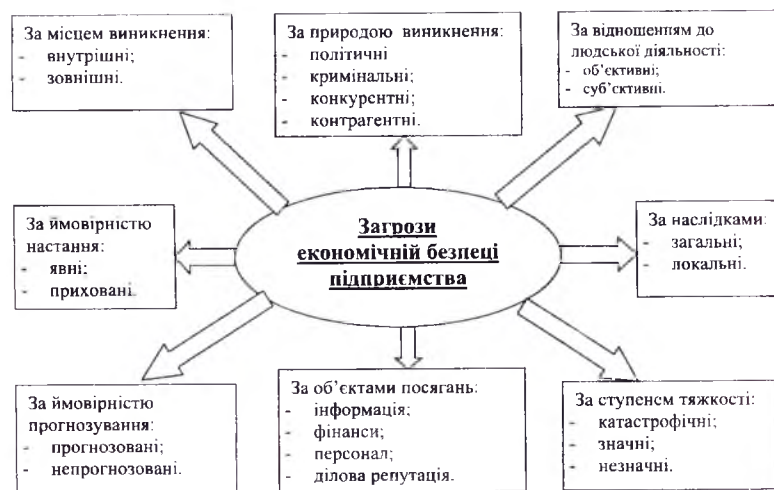 За місцем виникнення:
- внутрішні;
- зовнішні.
За природою виникнення:
- політичні
- кримінальні;
- конкурентні;
- контрагентні.
За відношенням до
людської діяльності:
- об'єктивні;
- суб'єктивні.
За ймовірністю
настання:
- явні;
- приховані.
Загрози
економічній безпеці
підприємства
За наслідками:
- загальні;
- локальні.
За ймовірністю
прогнозування:
- прогнозовані;
- непрогнозовані.
За об'єктами посягань:
- інформація;
- фінанси;
- персонал;
- ділова репутація.
За ступенем тяжкості:
- катастрофічні;
- значні;
- незначні.